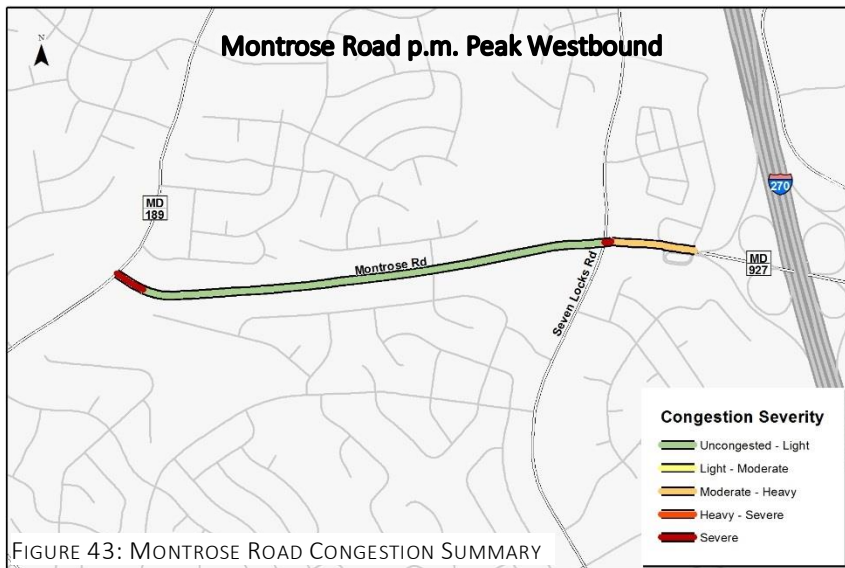 N
Montrose Road p.m. Peak Westbound
270
MD
189
Montrose Rd
Seven Locks Rd
MD
927
Congestion Severity
Uncongested - Light
Light - Moderate
Moderate - Heavy
Heavy - Severe
Severe
FIGURE 43: MONTROSE ROAD CONGESTION SUMMARY